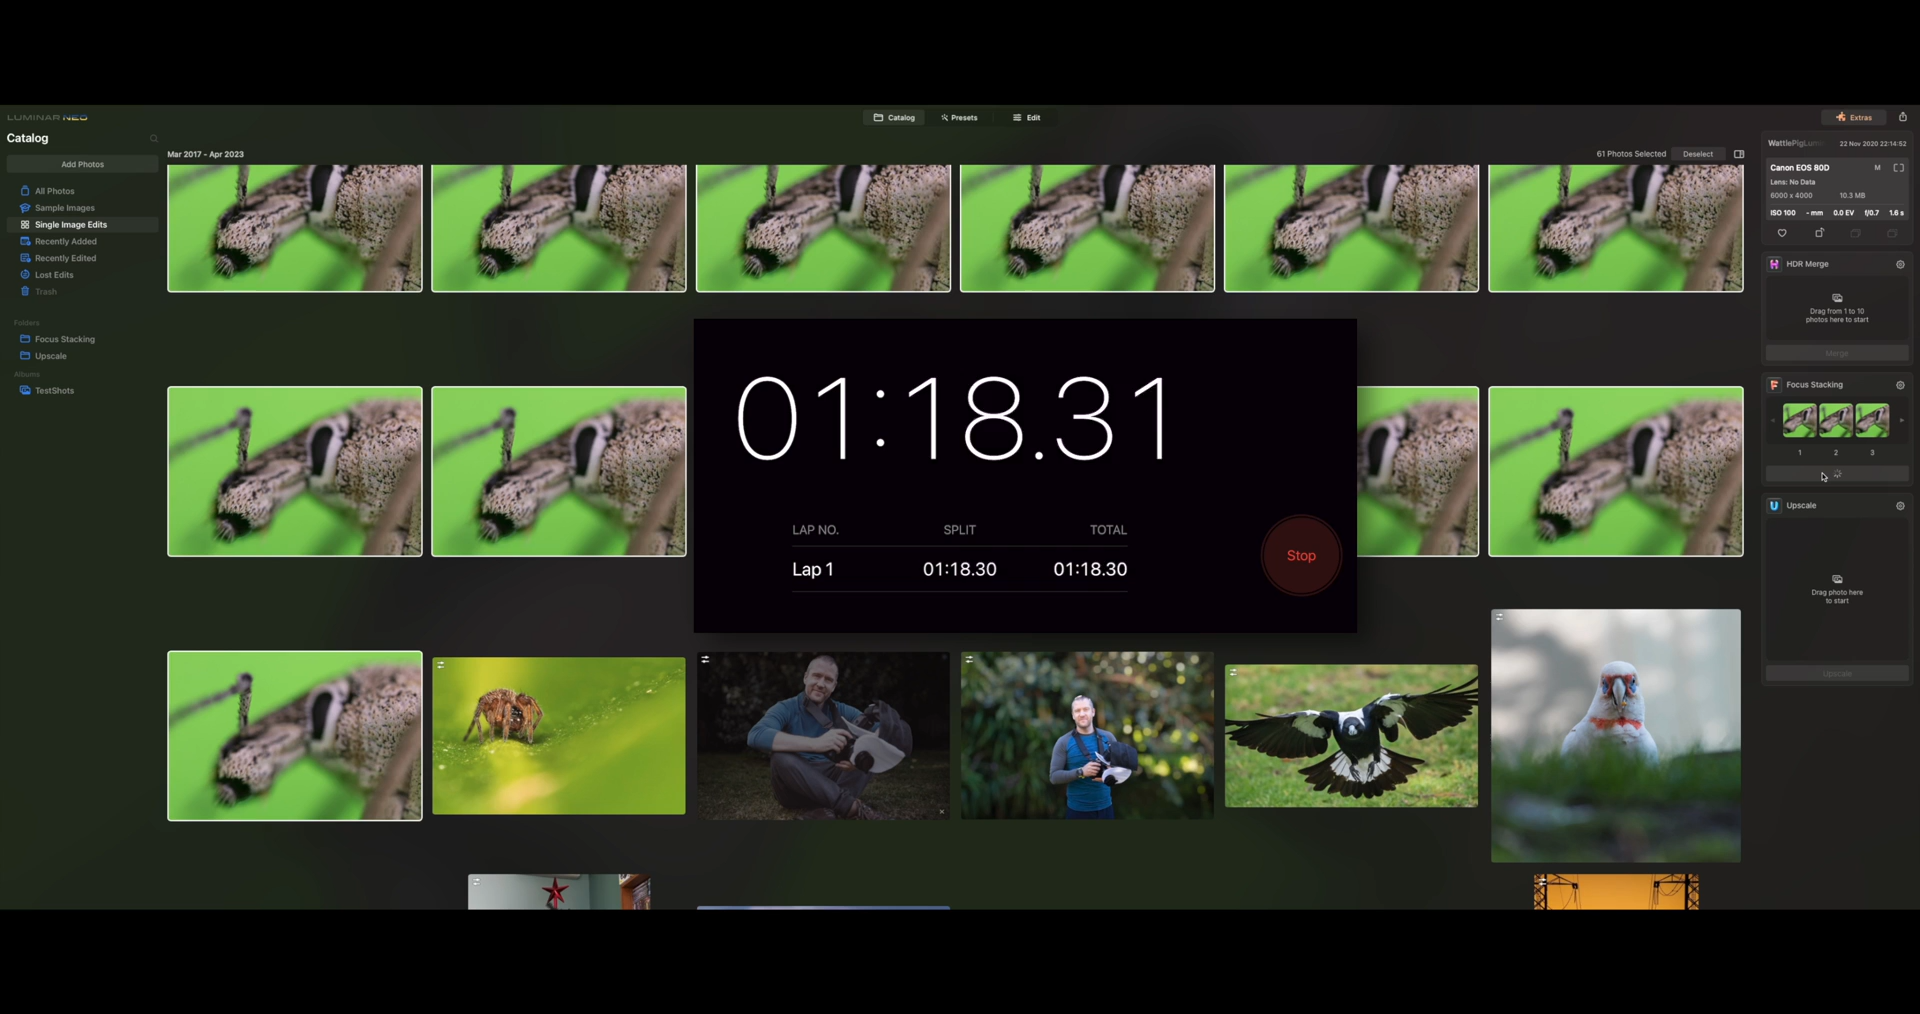 LUMINAR NEO
Catalog
Presets
Edit
Extras
Catalog
Add Photos
All Photos
Sample Images
Single Image Edits
Recently Added
Recently Edited
Lost Edits
Trash
Folders
Focus Stacking
Upscale
Albums
TestShots
Mar 2017 - Apr 2023
61 Photos Selected
Deselect
01:18.31
LAP NO. SPLIT TOTAL
Lap 1 01:18.30 01:18.30
Stop
22 Nov 2020 22:14:52
Canon EOS 80D M
Lens: No Data
6000 x 4000 10.3 MB
ISO 100 - mm 0.0 EV f/0.7 1.6 s
HDR Merge
Drag from 1 to 10
photos here to start
Merge
Focus Stacking
1 2 3
Upscale
Drag photo here
to start
Upscale